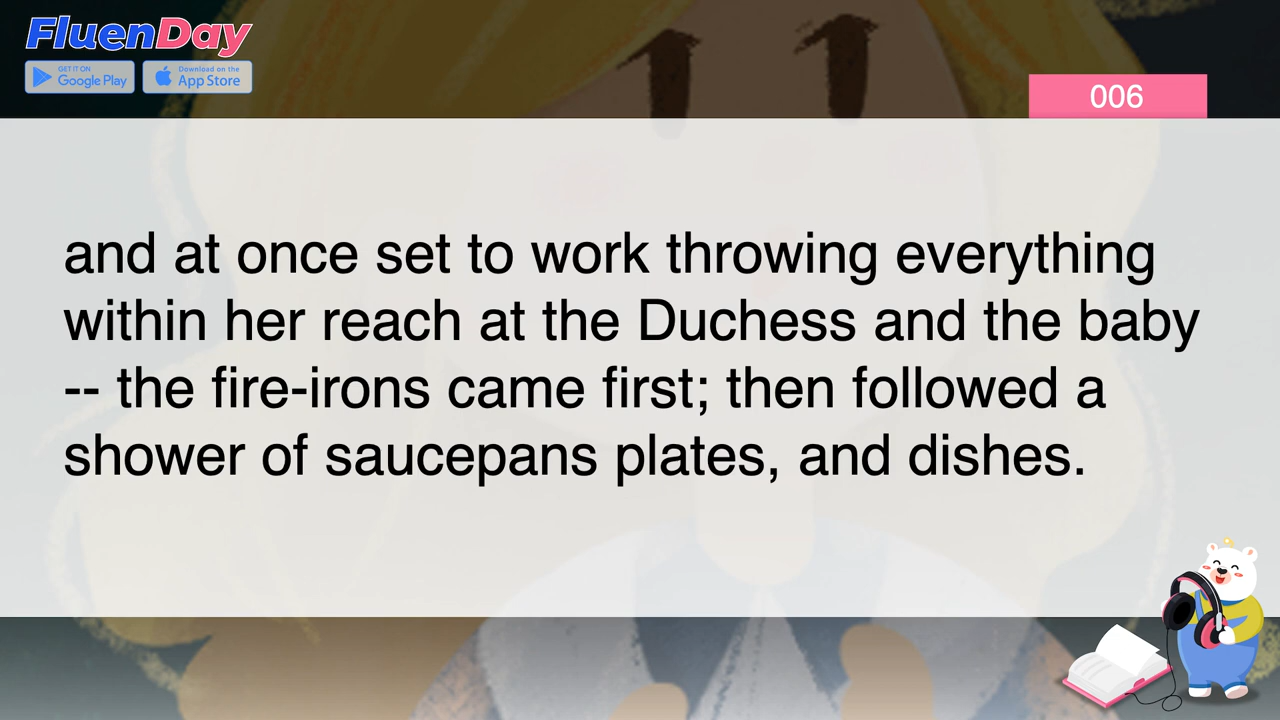 FluenDay
GET IT ON
Google Play
Download on the
App Store
006
and at once set to work throwing everything
within her reach at the Duchess and the baby
-- the fire-irons came first; then followed a
shower of saucepans plates, and dishes.